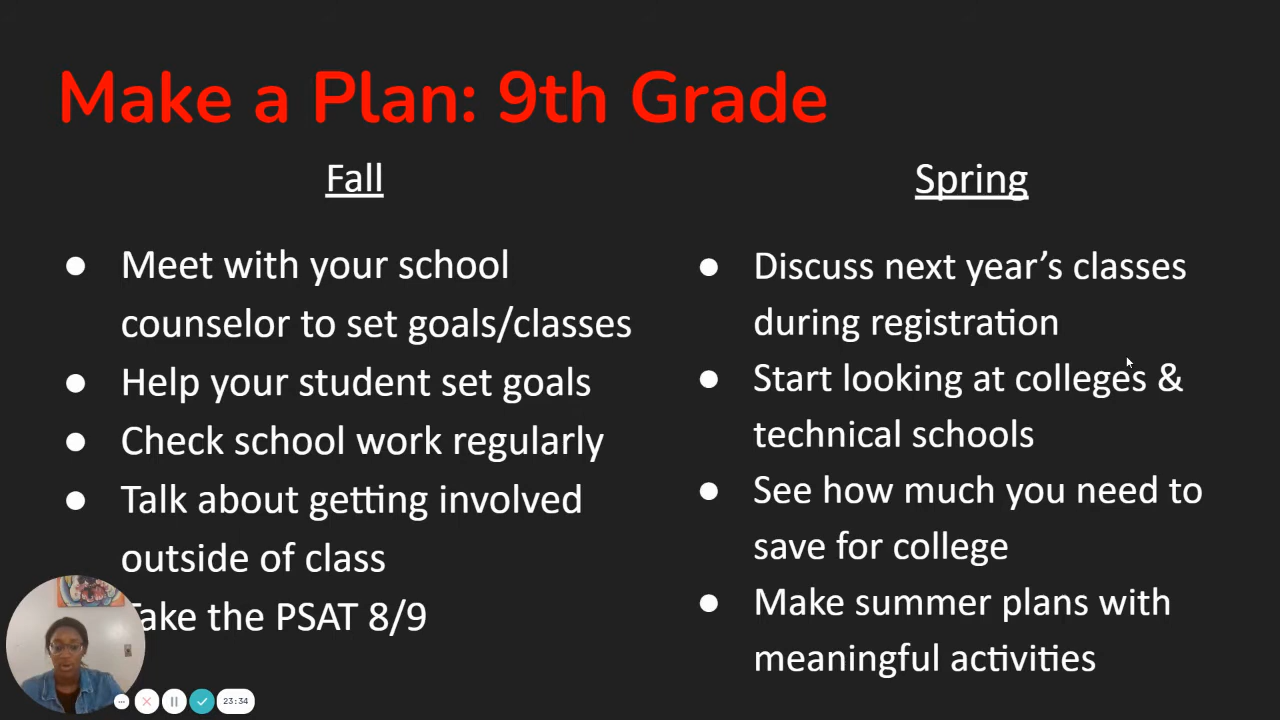 Make a Plan: 9th Grade
Fall
● Meet with your school
counselor to set goals/classes
● Help your student set goals
● Check school work regularly
● Talk about getting involved
outside of class
Take the PSAT 8/9
Spring
● Discuss next year’s classes
during registration
● Start looking at colleges &
technical schools
● See how much you need to
save for college
● Make summer plans with
meaningful activities
23:34